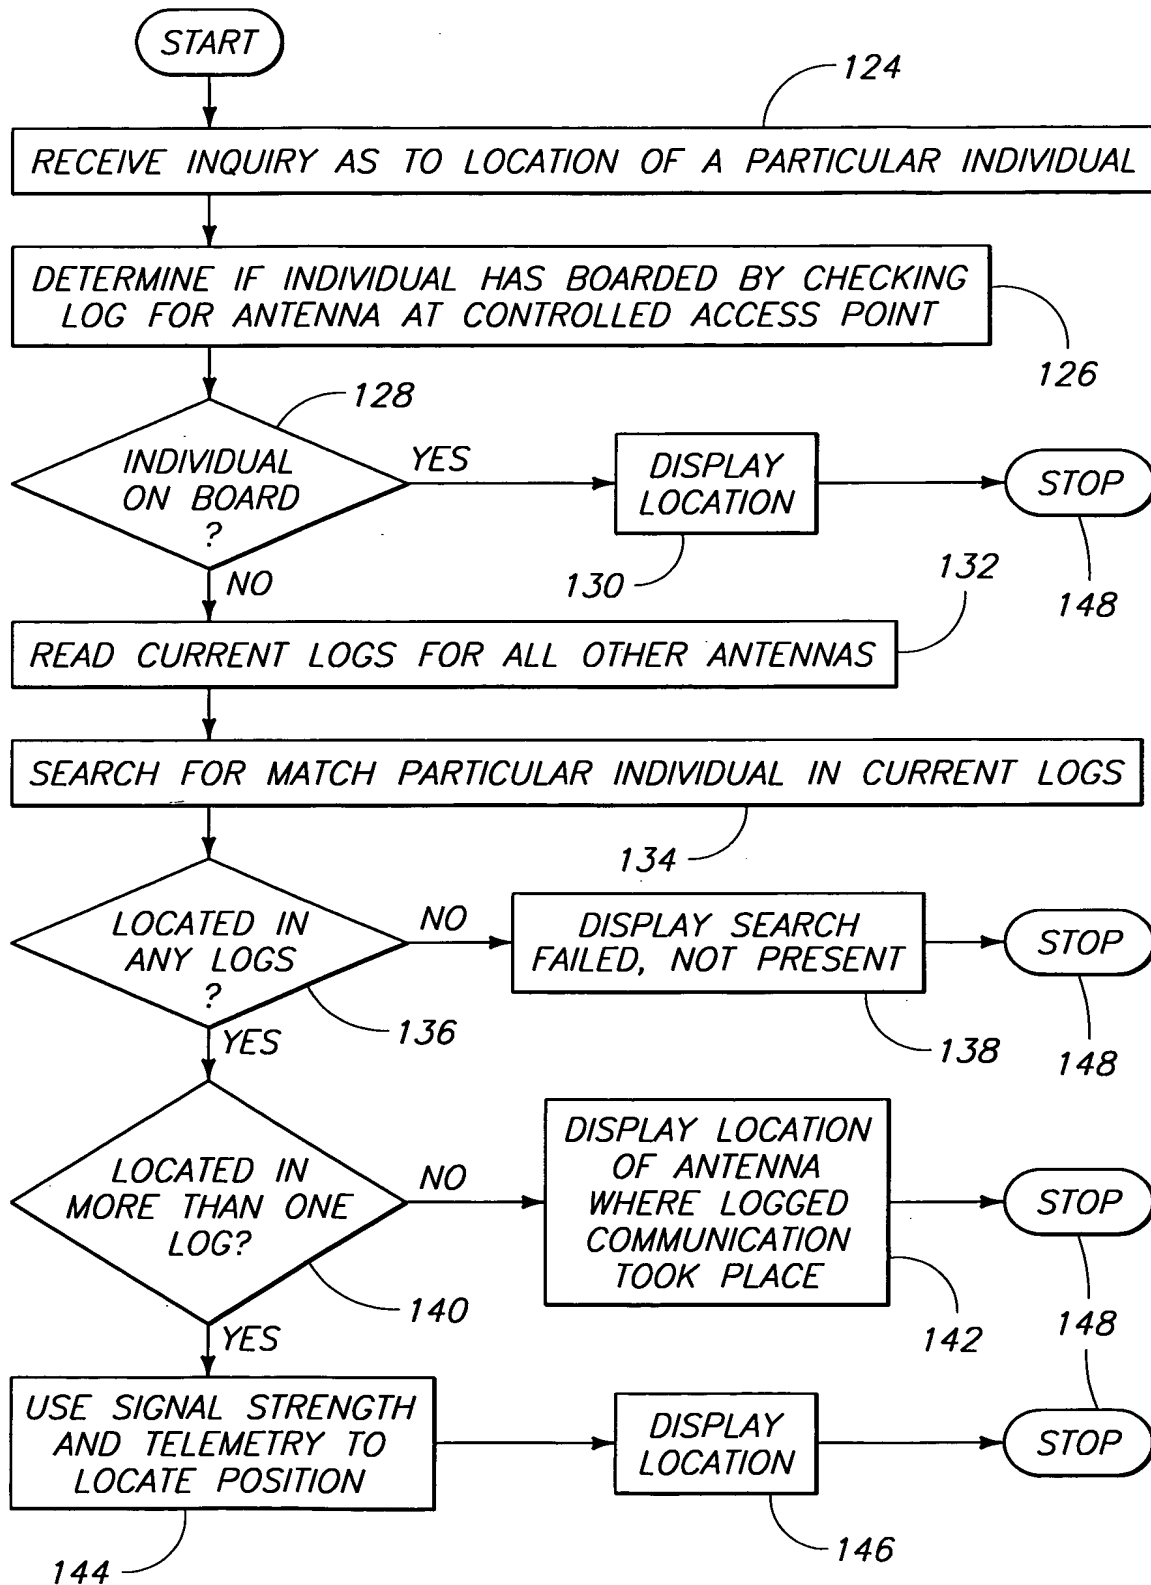 START
124
RECEIVE INQUIRY AS TO LOCATION OF A PARTICULAR INDIVIDUAL
DETERMINE IF INDIVIDUAL HAS BOARDED BY CHECKING
LOG FOR ANTENNA AT CONTROLLED ACCESS POINT
126
128
INDIVIDUAL
ON BOARD
?
YES
DISPLAY
LOCATION
STOP
130
148
NO
132
READ CURRENT LOGS FOR ALL OTHER ANTENNAS
SEARCH FOR MATCH PARTICULAR INDIVIDUAL IN CURRENT LOGS
134
LOCATED IN
ANY LOGS
?
NO
DISPLAY SEARCH
FAILED, NOT PRESENT
STOP
136
138
148
YES
LOCATED IN
MORE THAN ONE
LOG?
NO
DISPLAY LOCATION
OF ANTENNA
WHERE LOGGED
COMMUNICATION
TOOK PLACE
STOP
140
142
148
YES
USE SIGNAL STRENGTH
AND TELEMETRY TO
LOCATE POSITION
DISPLAY
LOCATION
STOP
144
146